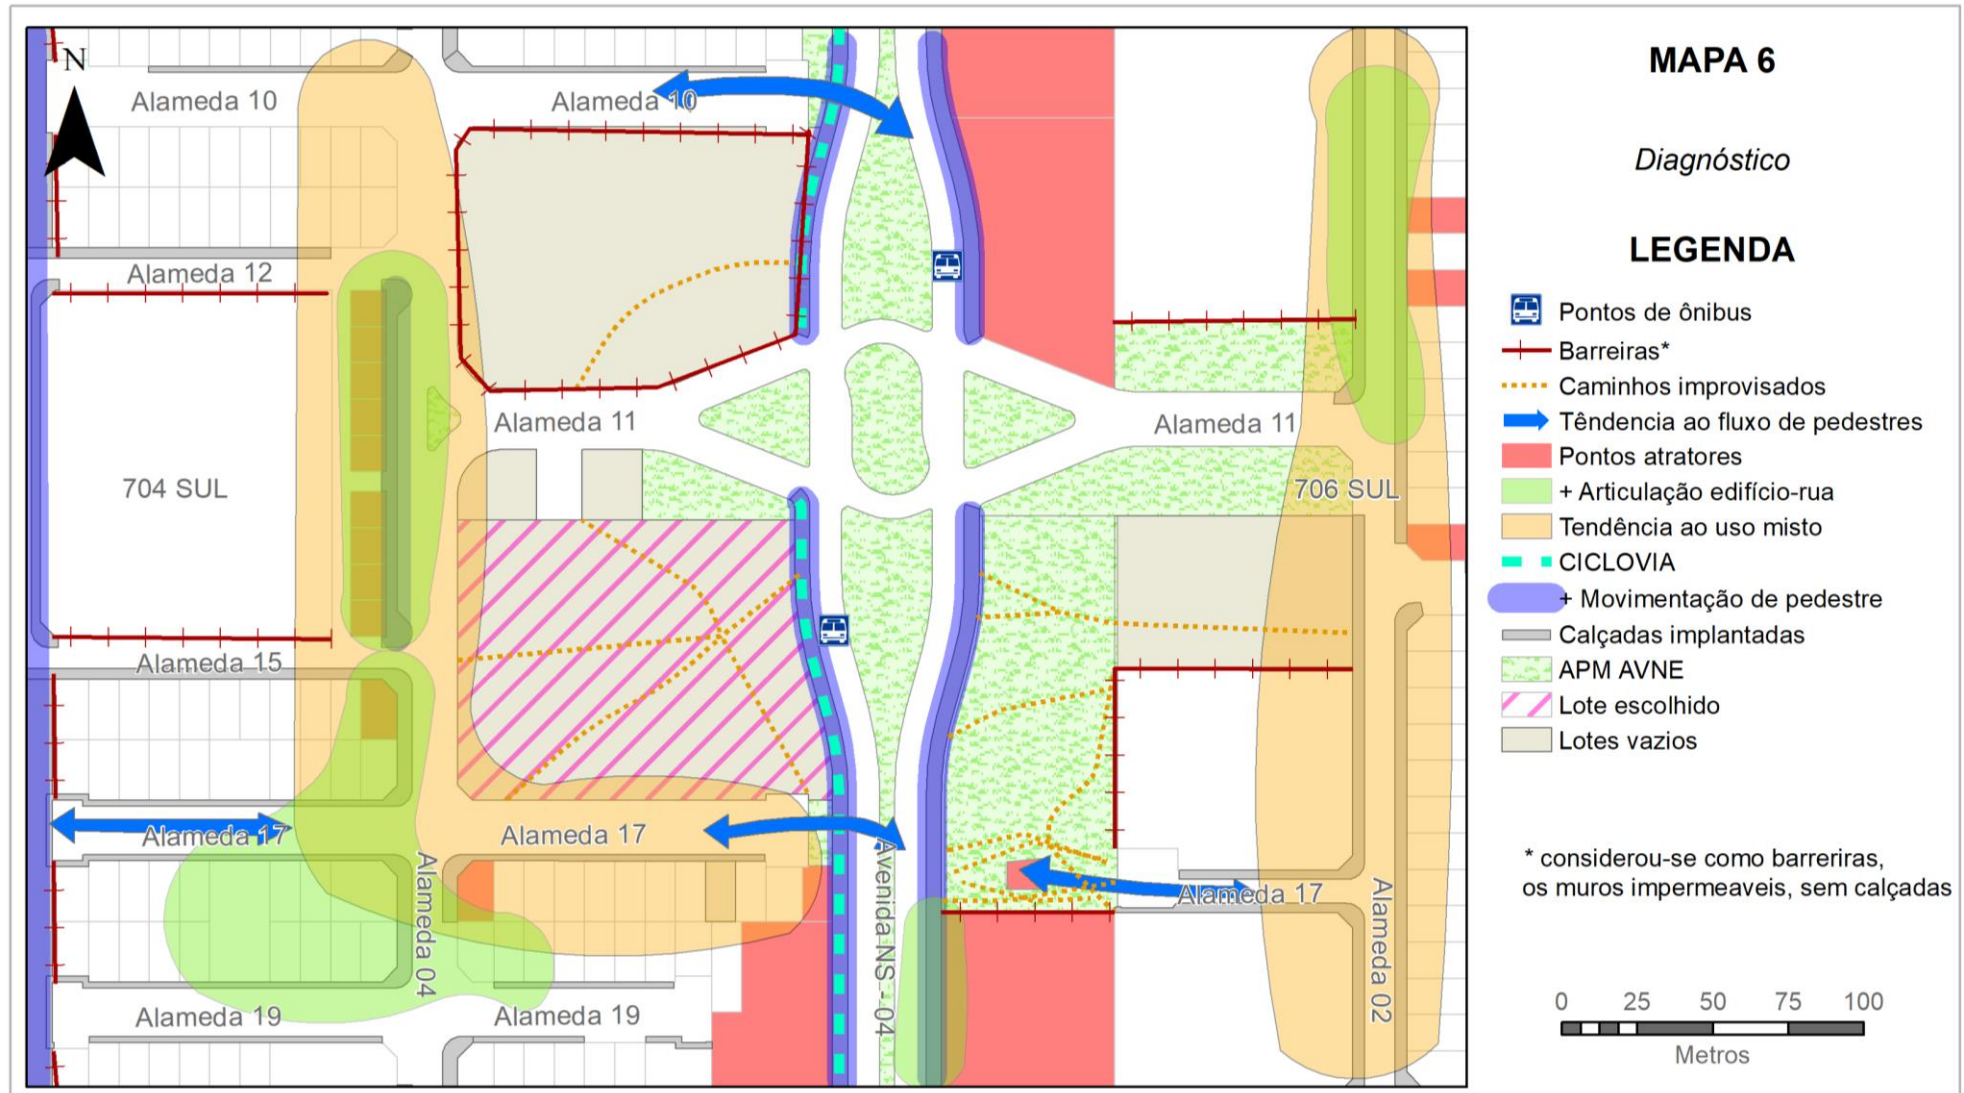 MAPA 6
Diagnóstico
LEGENDA
Pontos de ônibus
Barreiras*
Caminhos improvisados
Têndencia ao fluxo de pedestres
Pontos atratores
+ Articulação edifício-rua
Tendência ao uso misto
CICLOVIA
+ Movimentação de pedestre
Calçadas implantadas
APM AVNE
Lote escolhido
Lotes vazios
* considerou-se como barreriras,
os muros impermeaveis, sem calçadas
0 25 50 75 100
Metros
N
Alameda 10
Alameda 10
Alameda 12
Alameda 11
Alameda 11
704 SUL
706 SUL
Alameda 15
Alameda 17
Alameda 17
Alameda 17
Alameda 04
Avenida NS-04
Alameda 02
Alameda 19
Alameda 19